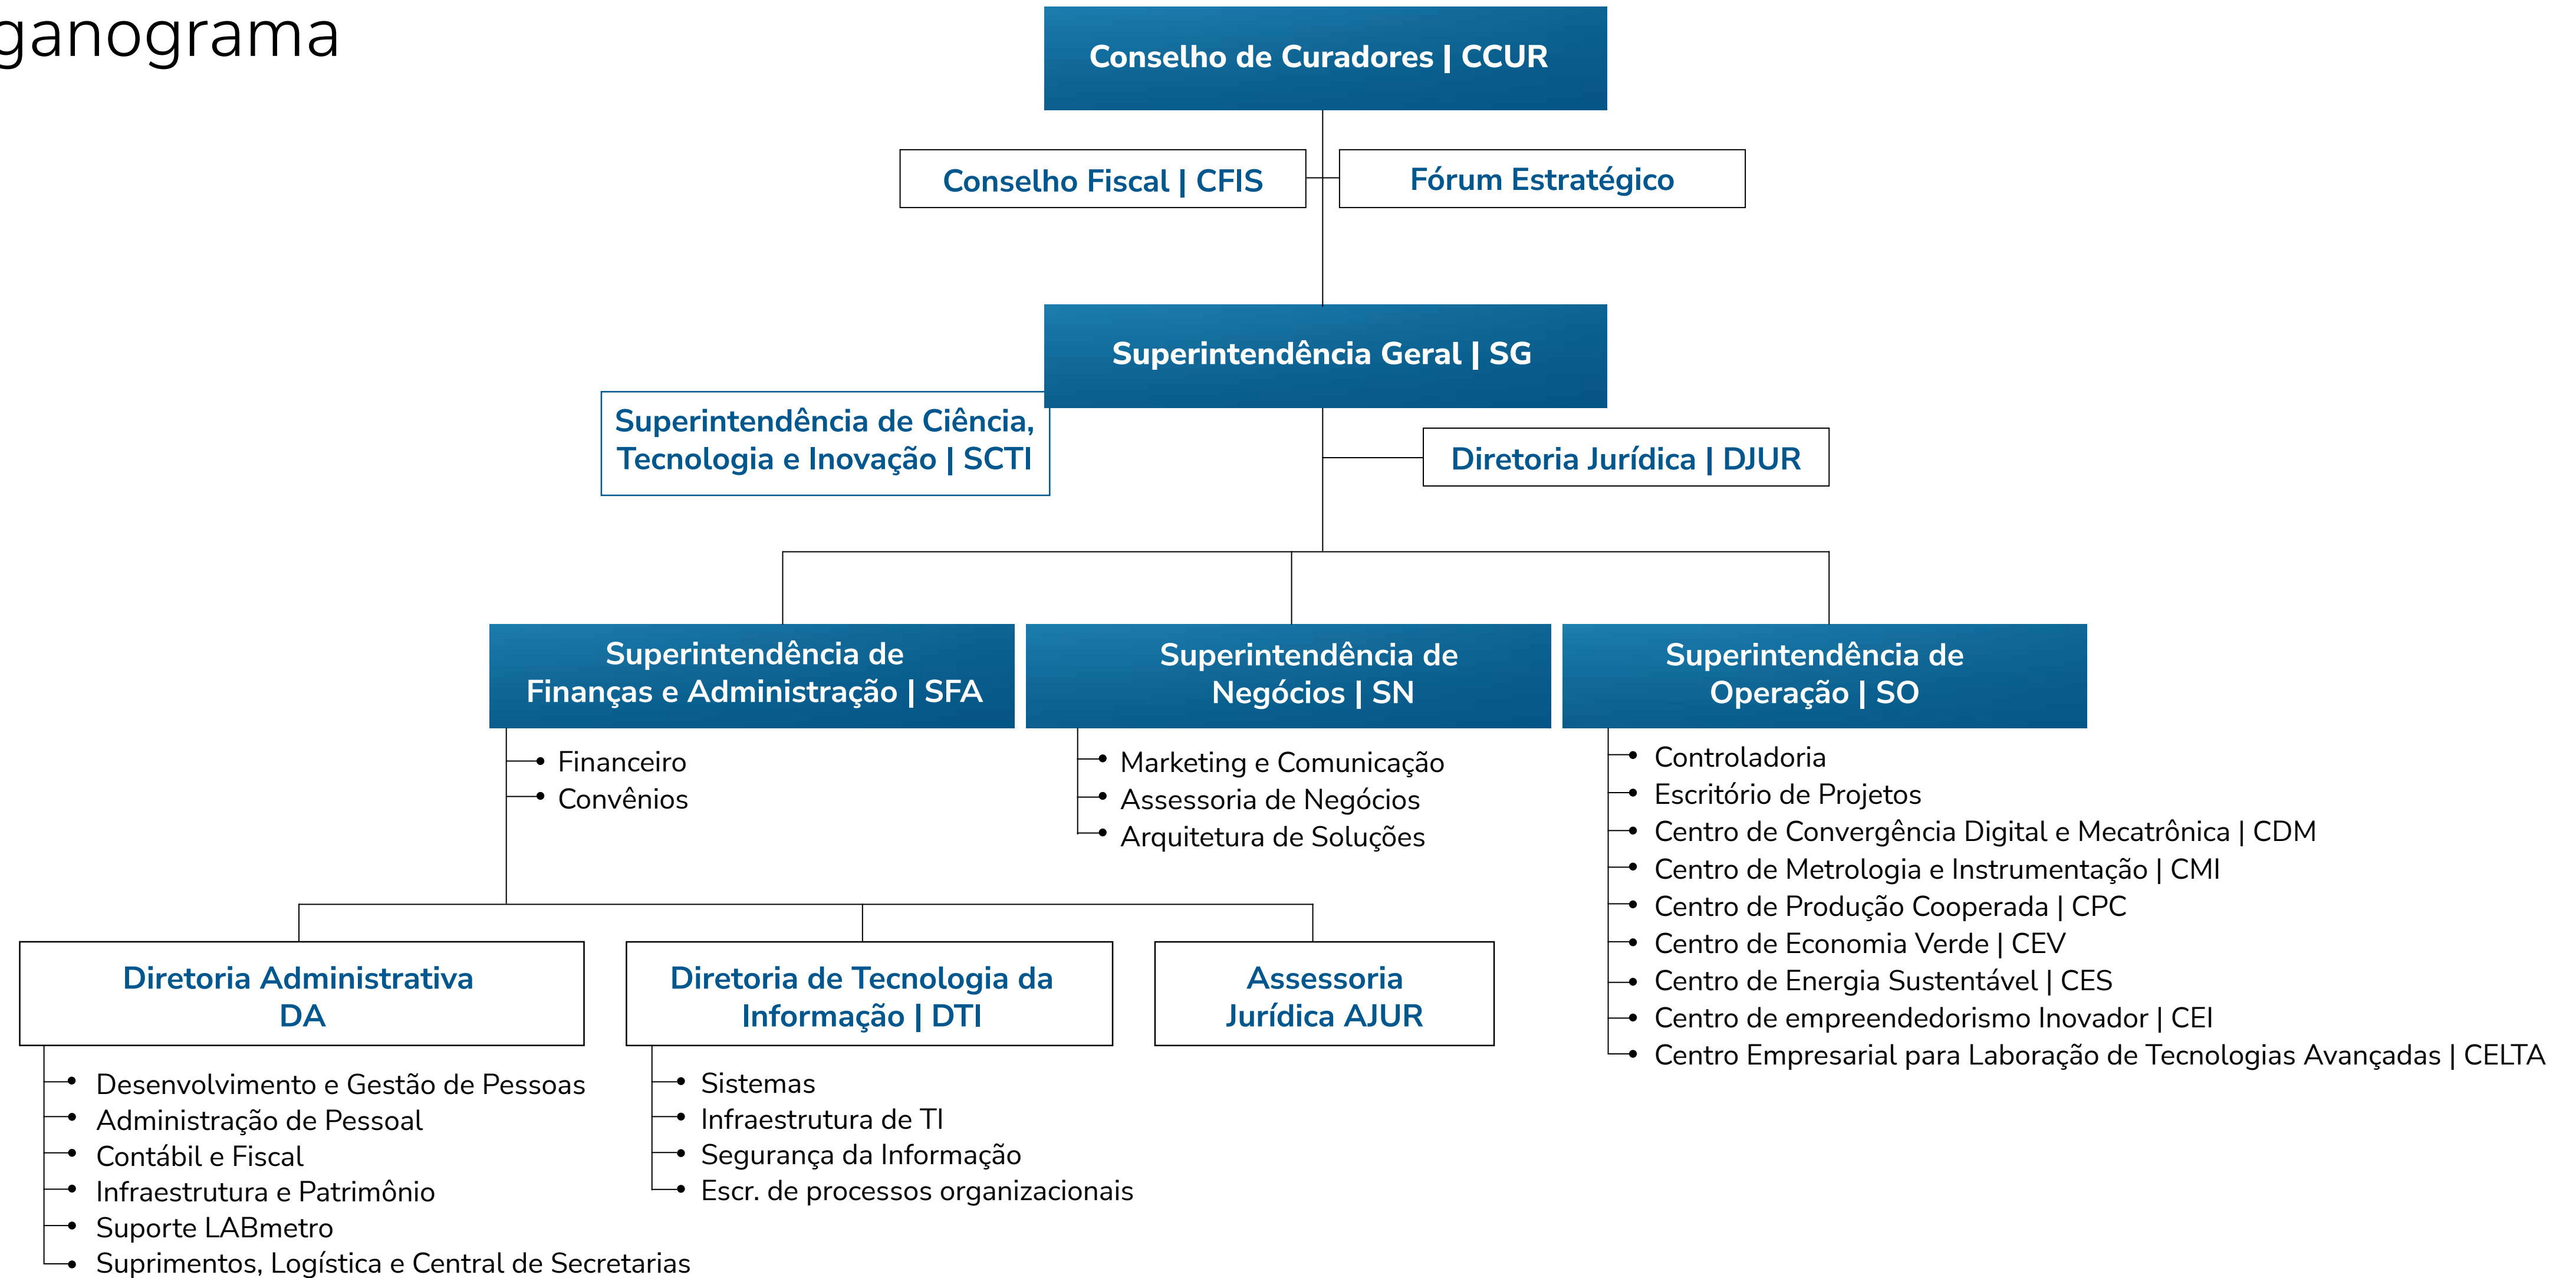 ganograma
Conselho de Curadores | CCUR
Conselho Fiscal | CFIS
Fórum Estratégico
Superintendência Geral | SG
Superintendência de Ciência,
Tecnologia e Inovação | SCTI
Diretoria Jurídica | DJUR
Superintendência de
Finanças e Administração | SFA
Superintendência de
Negócios | SN
Superintendência de
Operação | SO
Financeiro
Convênios
Marketing e Comunicação
Assessoria de Negócios
Arquitetura de Soluções
Controladoria
Escritório de Projetos
Centro de Convergência Digital e Mecatrônica | CDM
Centro de Metrologia e Instrumentação | CMI
Centro de Produção Cooperada | CPC
Centro de Economia Verde | CEV
Centro de Energia Sustentável | CES
Centro de empreendedorismo Inovador | CEI
Centro Empresarial para Laboração de Tecnologias Avançadas | CELTA
Diretoria Administrativa
DA
Diretoria de Tecnologia da
Informação | DTI
Assessoria
Jurídica AJUR
Desenvolvimento e Gestão de Pessoas
Administração de Pessoal
Contábil e Fiscal
Infraestrutura e Patrimônio
Suporte LABmetro
Suprimentos, Logística e Central de Secretarias
Sistemas
Infraestrutura de TI
Segurança da Informação
Escr. de processos organizacionais